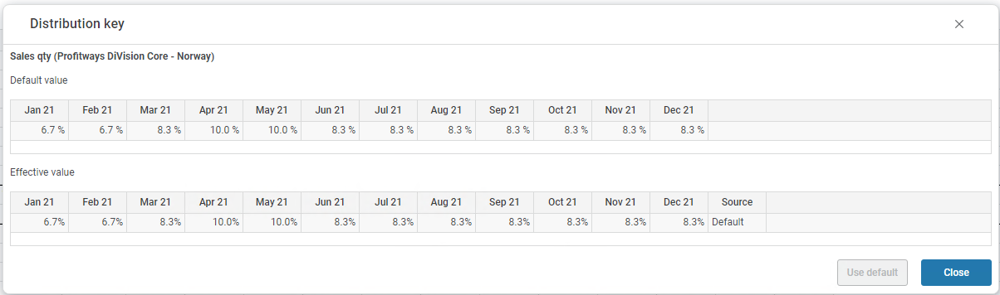 Distribution key
Sales qty (Profitways DiVision Core - Norway)
Default value
Jan 21 Feb 21 Mar 21 Apr 21 May 21 Jun 21 Jul 21 Aug 21 Sep 21 Oct 21 Nov 21 Dec 21
6.7 % 6.7 % 8.3 % 10.0 % 10.0 % 8.3 % 8.3 % 8.3 % 8.3 % 8.3 % 8.3 % 8.3 %
Effective value
Jan 21 Feb 21 Mar 21 Apr 21 May 21 Jun 21 Jul 21 Aug 21 Sep 21 Oct 21 Nov 21 Dec 21 Source
6.7% 6.7% 8.3% 10.0% 10.0% 8.3% 8.3% 8.3% 8.3% 8.3% 8.3% 8.3% Default
Use default Close